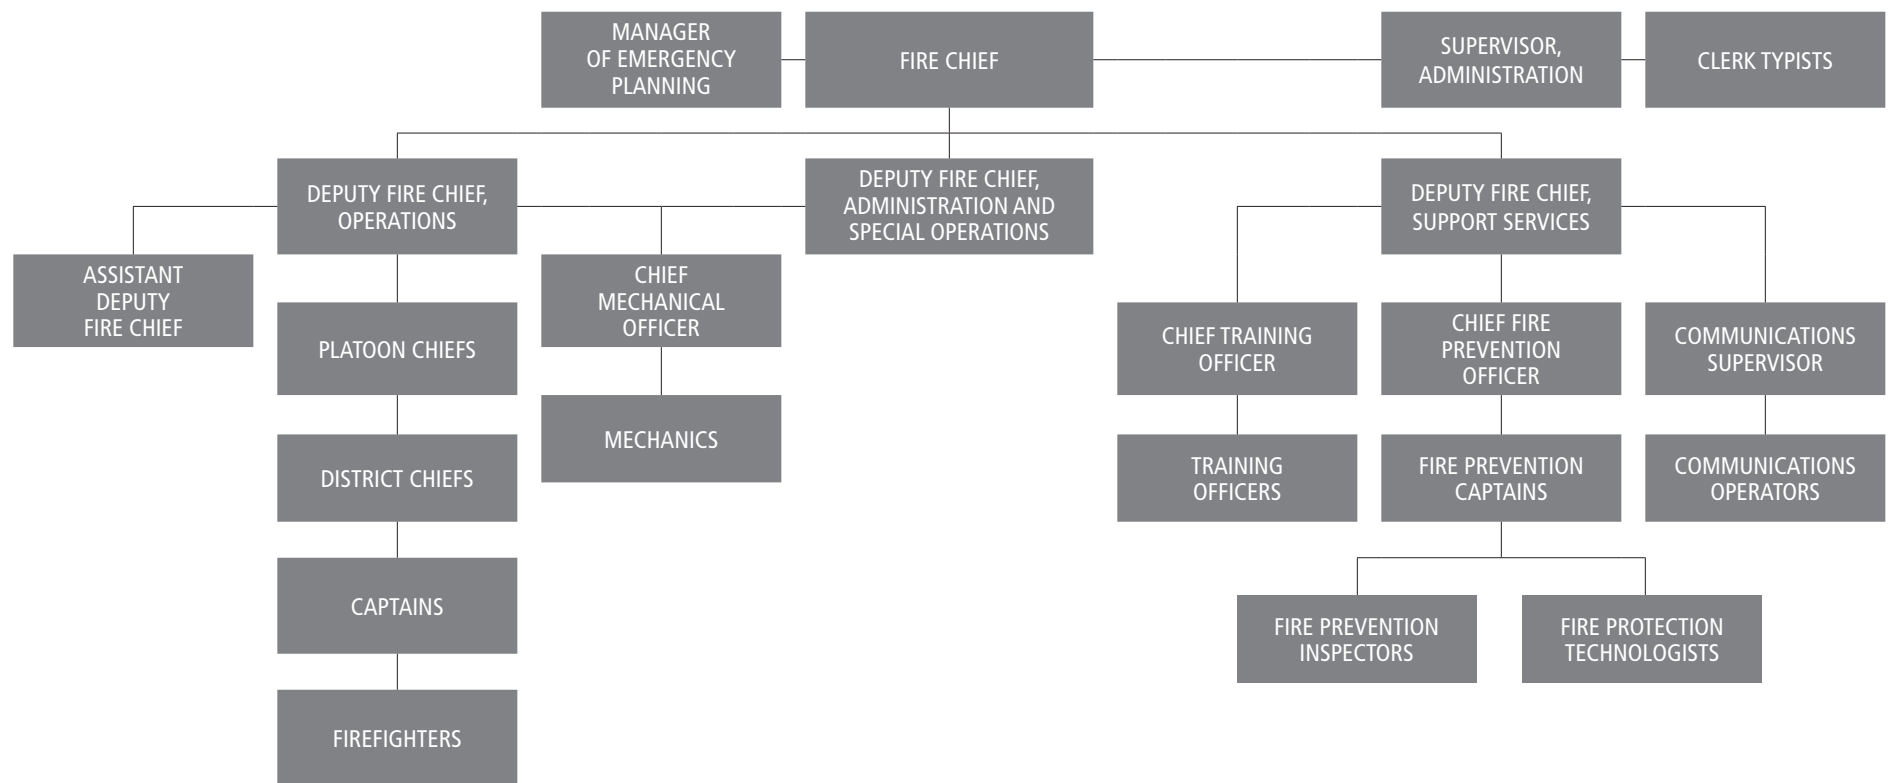 MANAGER
OF EMERGENCY
PLANNING
FIRE CHIEF
SUPERVISOR,
ADMINISTRATION
CLERK TYPISTS
DEPUTY FIRE CHIEF,
OPERATIONS
DEPUTY FIRE CHIEF,
ADMINISTRATION AND
SPECIAL OPERATIONS
DEPUTY FIRE CHIEF,
SUPPORT SERVICES
ASSISTANT
DEPUTY
FIRE CHIEF
PLATOON CHIEFS
CHIEF
MECHANICAL
OFFICER
CHIEF TRAINING
OFFICER
CHIEF FIRE
PREVENTION
OFFICER
COMMUNICATIONS
SUPERVISOR
MECHANICS
DISTRICT CHIEFS
TRAINING
OFFICERS
FIRE PREVENTION
CAPTAINS
COMMUNICATIONS
OPERATORS
CAPTAINS
FIRE PREVENTION
INSPECTORS
FIRE PROTECTION
TECHNOLOGISTS
FIREFIGHTERS